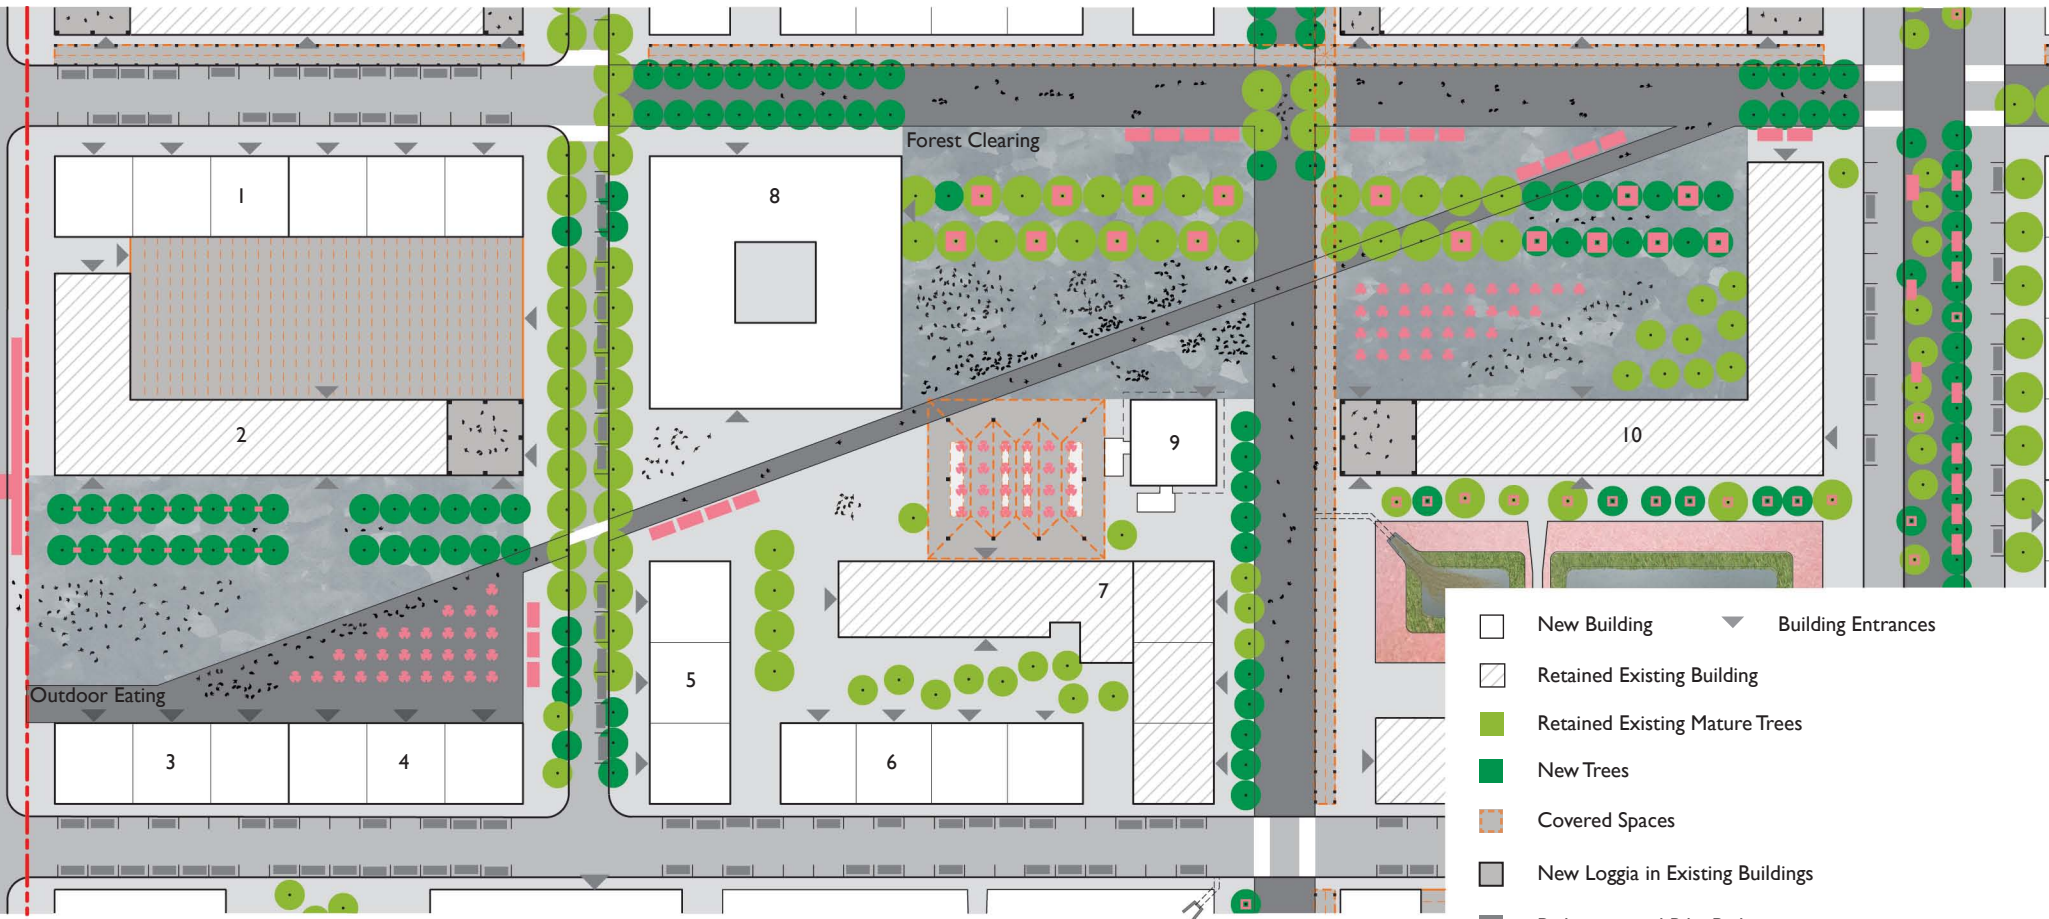 Forest Clearing
1
8
2
9
10
7
Outdoor Eating
5
3
4
6
New Building
Building Entrances
Retained Existing Building
Retained Existing Mature Trees
New Trees
Covered Spaces
New Loggia in Existing Buildings